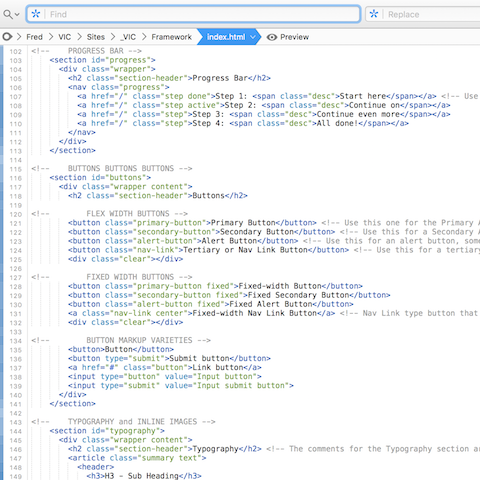 Find
Replace
Fred VIC Sites _VIC Framework index.html Preview
102 <!-- PROGRESS BAR -->
103 <section id="progress">
104 <div class="wrapper">
105 <h2 class="section-header">Progress Bar</h2>
106 <nav class="progress">
107 <a href="/" class="step done">Step 1: <span class="desc">Start here</span></a> <!-- Use
108 <a href="/" class="step active">Step 2: <span class="desc">Continue on</span></a>
109 <a href="/" class="step">Step 3: <span class="desc">Continue even more</span></a>
110 <a href="/" class="step">Step 4: <span class="desc">All done!</span></a>
111 </nav>
112 </div>
113 </section>
114
115 <!-- BUTTONS BUTTONS BUTTONS -->
116 <section id="buttons">
117 <div class="wrapper content">
118 <h2 class="section-header">Buttons</h2>
119
120 <!-- FLEX WIDTH BUTTONS -->
121 <button class="primary-button">Primary Button</button> <!-- Use this one for the Primary A
122 <button class="secondary-button">Secondary Button</button> <!-- Use this for a Secondary A
123 <button class="alert-button">Alert Button</button> <!-- Use this for an alert button, some
124 <button class="nav-link">Tertiary or Nav Link Button</button> <!-- Use this for a tertiary
125 <div class="clear"></div>
126
127 <!-- FIXED WIDTH BUTTONS -->
128 <button class="primary-button fixed">Fixed-width Button</button>
129 <button class="secondary-button fixed">Fixed Secondary Button</button>
130 <button class="alert-button fixed">Fixed Alert Button</button>
131 <a class="nav-link center">Fixed-width Nav Link Button</a> <!-- Nav Link type button that
132 <div class="clear"></div>
133
134 <!-- BUTTON MARKUP VARIETIES -->
135 <button>Button</button>
136 <button type="submit">Submit button</button>
137 <a href="#" class="button">Link button</a>
138 <input type="button" value="Input button">
139 <input type="submit" value="Input submit button">
140 </div>
141 </section>
142
143 <!-- TYPOGRAPHY and INLINE IMAGES -->
144 <section id="typography">
145 <div class="wrapper content">
146 <h2 class="section-header">Typography</h2> <!-- The comments for the Typography section ar
147 <article class="summary text">
148 <header>
149 <h3>H3 - Sub Heading</h3>